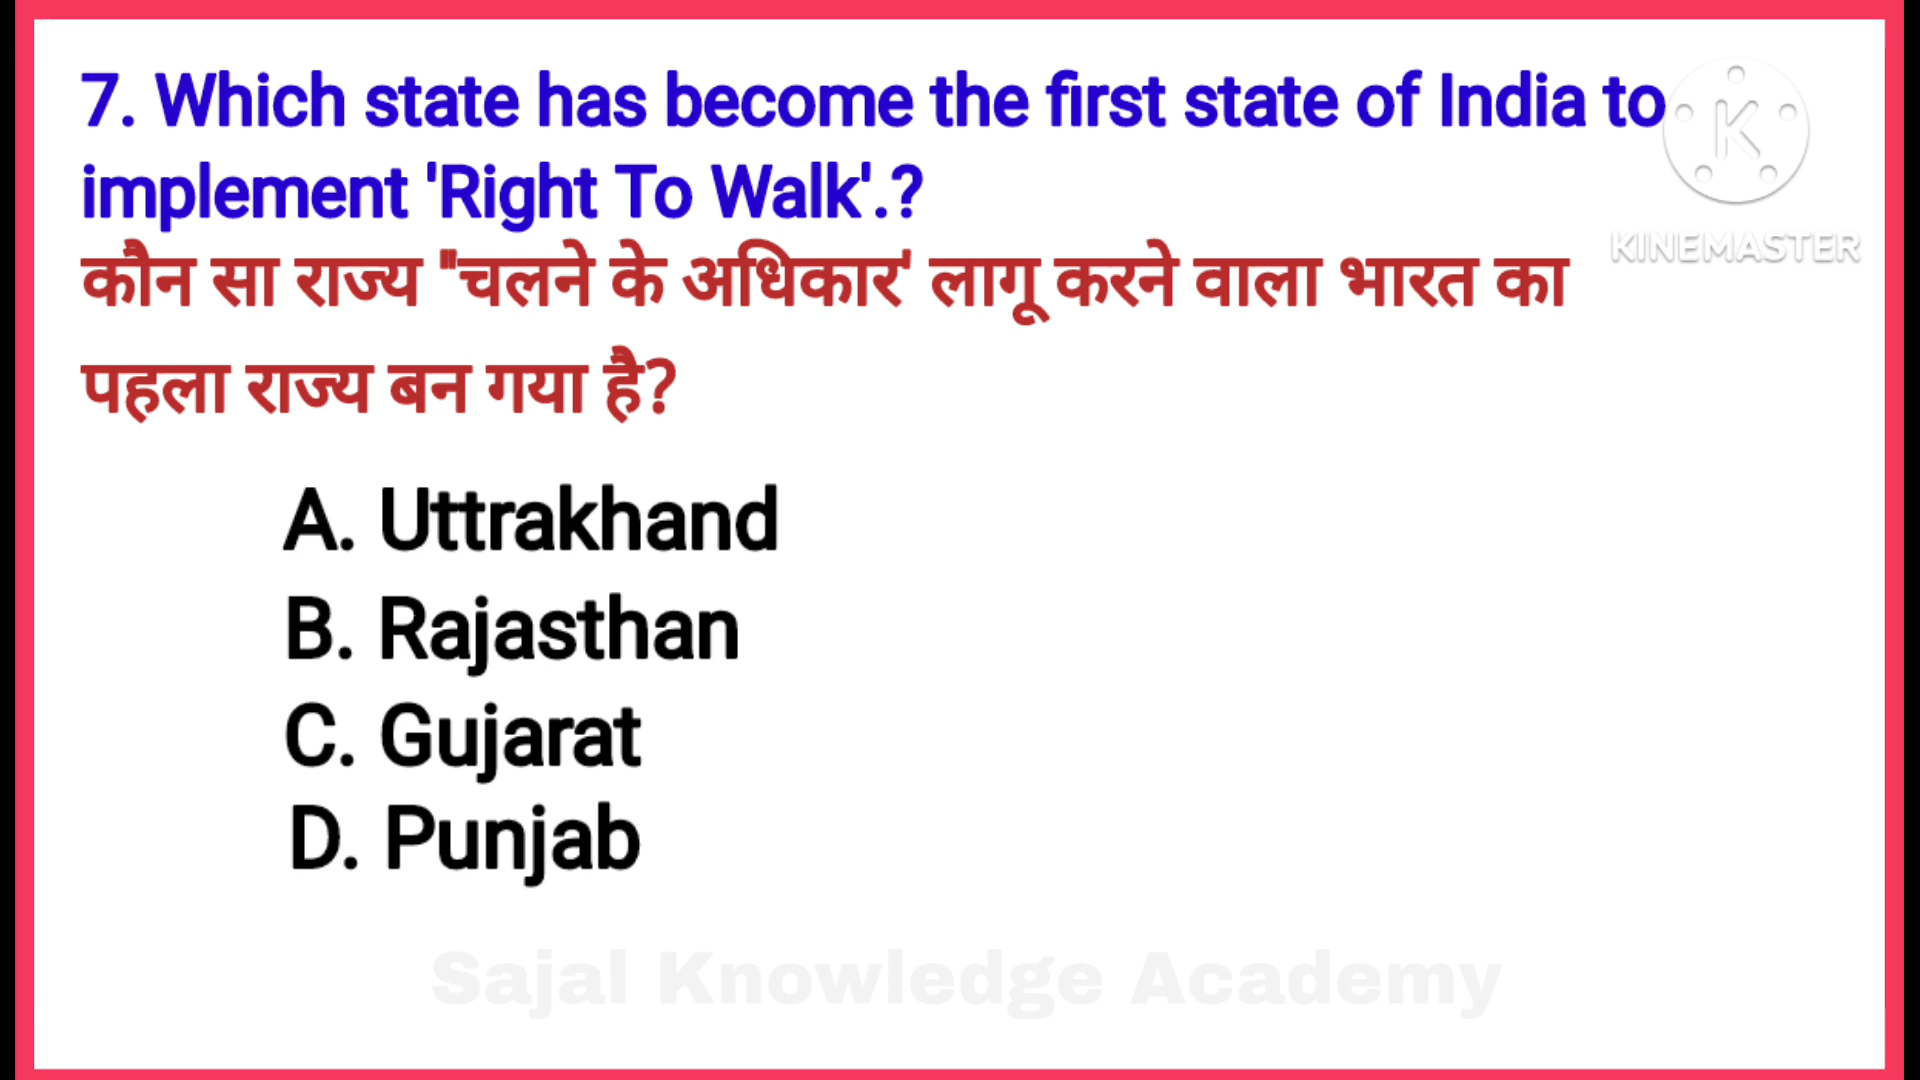 7. Which state has become the first state of India to
implement 'Right To Walk'.?
कौन सा राज्य "चलने के अधिकार' लागू करने वाला भारत का
पहला राज्य बन गया है?
A. Uttrakhand
B. Rajasthan
C. Gujarat
D. Punjab
K
KINEMASTER
Sajal Knowledge Academy